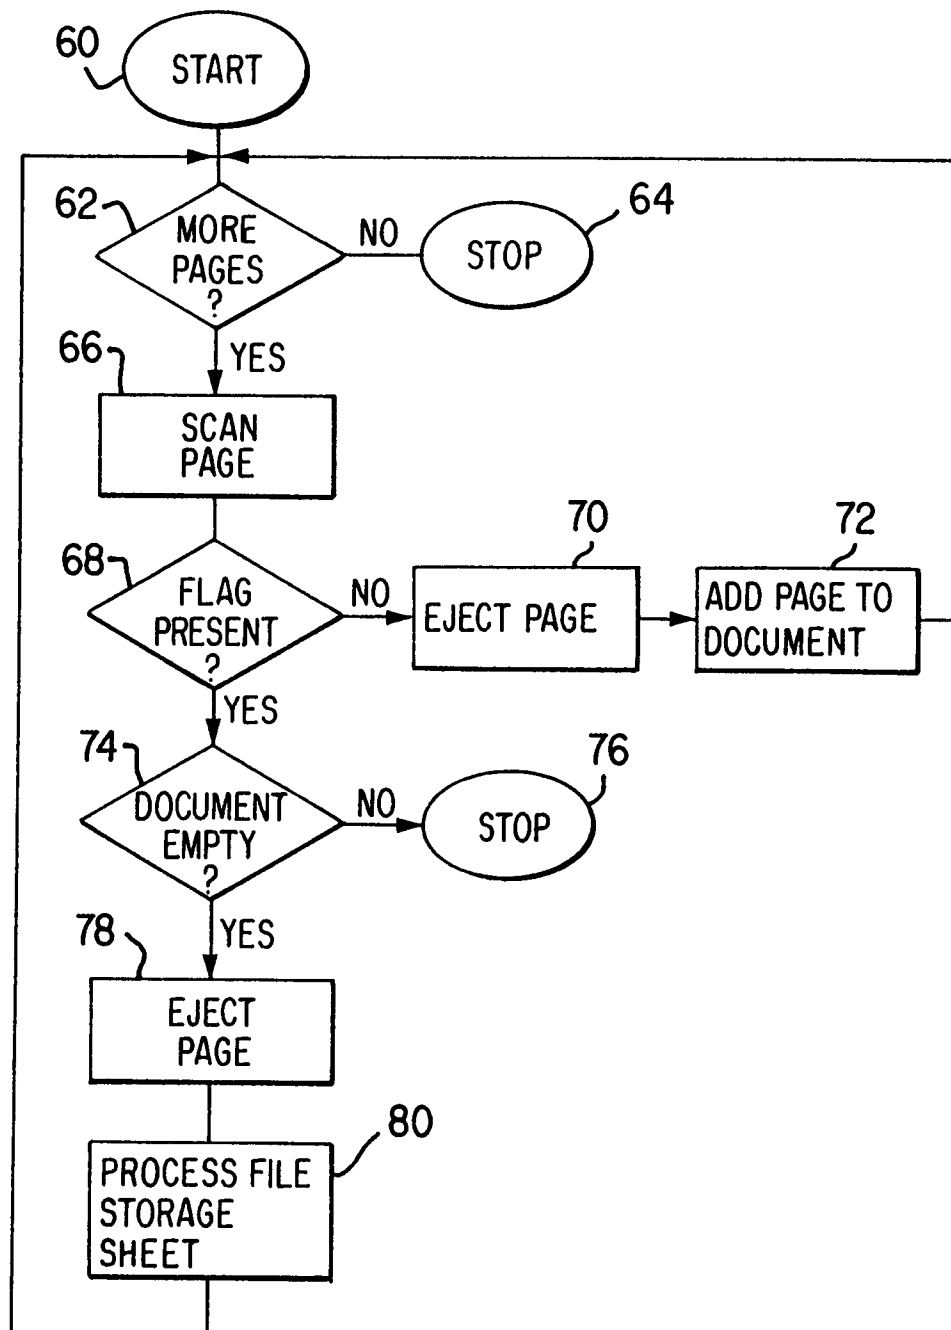 60
START
62
MORE
PAGES
?
NO
STOP
64
YES
66
SCAN
PAGE
68
FLAG
PRESENT
?
NO
70
EJECT PAGE
72
ADD PAGE TO
DOCUMENT
YES
74
DOCUMENT
EMPTY
?
NO
76
STOP
YES
78
EJECT
PAGE
80
PROCESS FILE
STORAGE
SHEET